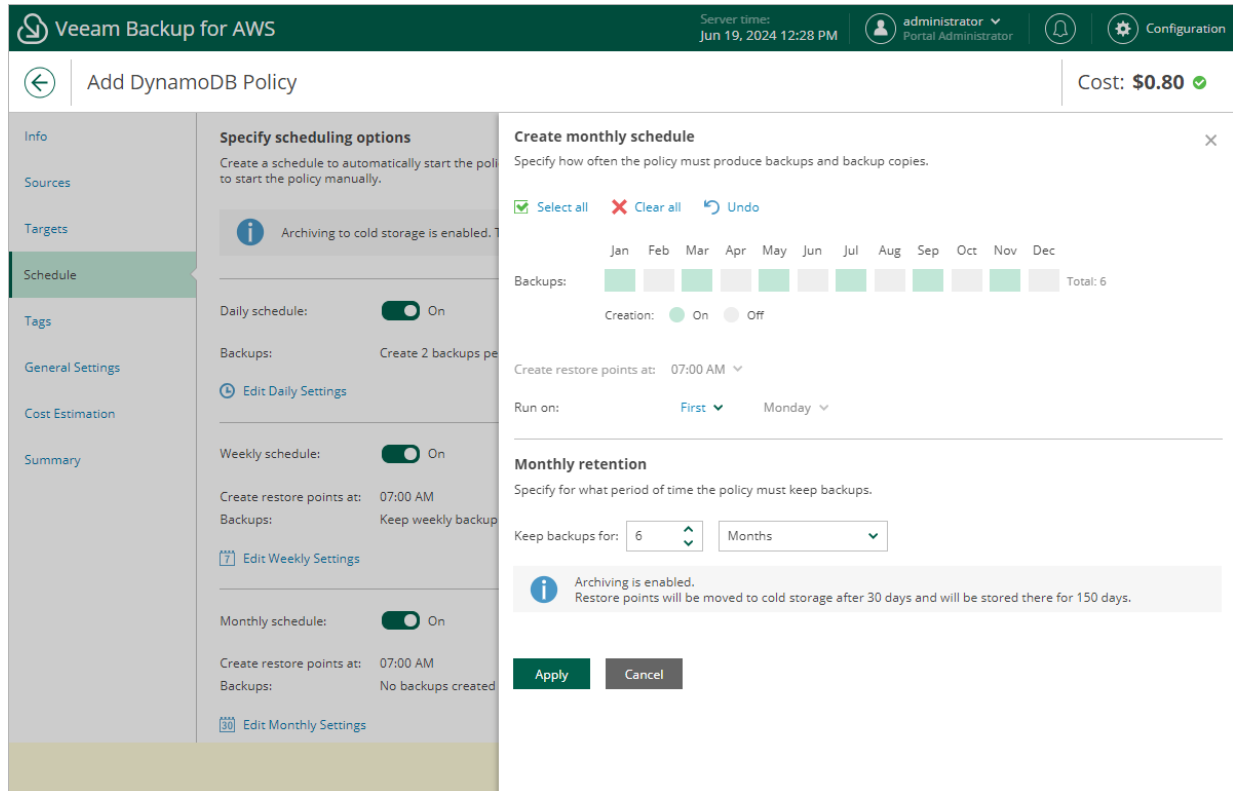 Veeam Backup for AWS
Server time:
Jun 19, 2024 12:28 PM
administrator
Portal Administrator
Configuration
Add DynamoDB Policy
Cost: $0.80
Info
Sources
Targets
Schedule
Tags
General Settings
Cost Estimation
Summary
Specify scheduling options
Create a schedule to automatically start the poli
to start the policy manually.
Archiving to cold storage is enabled. T
Daily schedule: On
Backups: Create 2 backups pe
Edit Daily Settings
Weekly schedule: On
Create restore points at: 07:00 AM
Backups: Keep weekly backup
7 Edit Weekly Settings
Monthly schedule: On
Create restore points at: 07:00 AM
Backups: No backups created
30 Edit Monthly Settings
Create monthly schedule
Specify how often the policy must produce backups and backup copies.
Select all Clear all Undo
Jan Feb Mar Apr May Jun Jul Aug Sep Oct Nov Dec
Backups: Total: 6
Creation: On Off
Create restore points at: 07:00 AM
Run on: First Monday
Monthly retention
Specify for what period of time the policy must keep backups.
Keep backups for: 6 Months
Archiving is enabled.
Restore points will be moved to cold storage after 30 days and will be stored there for 150 days.
Apply Cancel